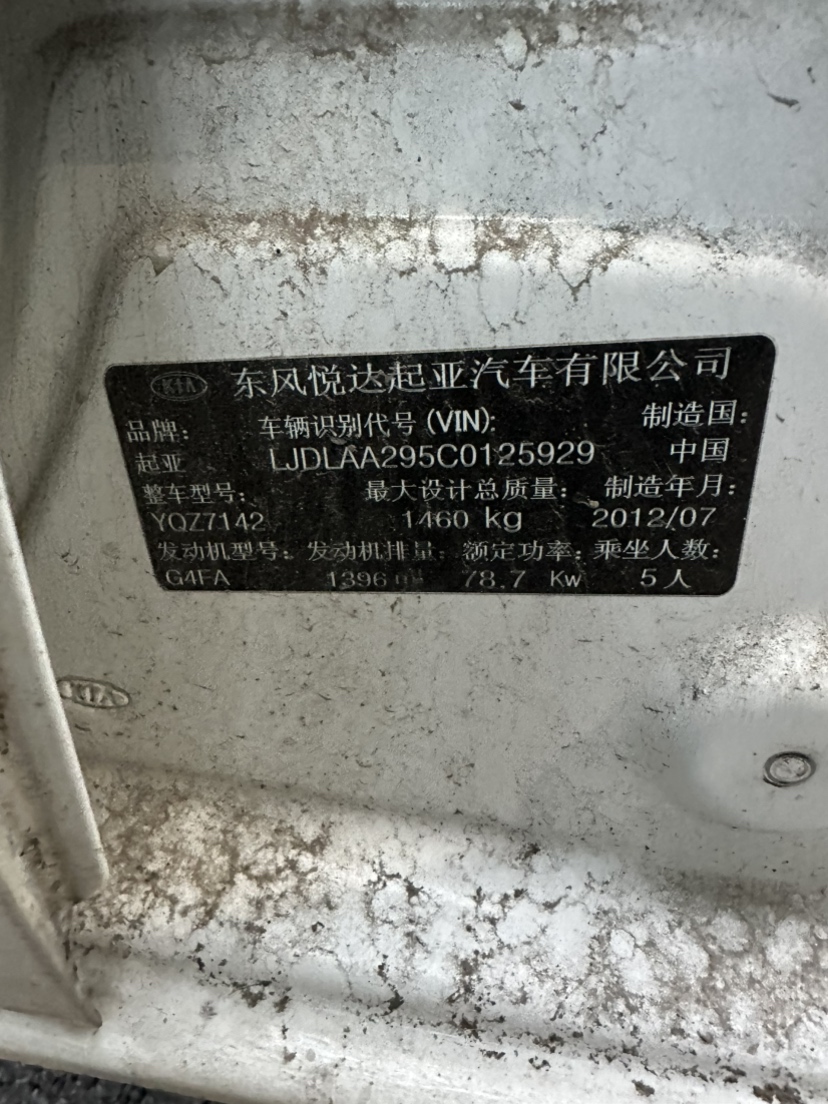 KIA 东风悦达起亚汽车有限公司
品牌: 车辆识别代号(VIN): 制造国:
起亚 LJDLAA295C0125929 中国
整车型号: 最大设计总质量: 制造年月:
YQZ7142 1460 kg 2012/07
发动机型号: 发动机排量: 额定功率: 乘坐人数:
G4FA 1396 78.7 Kw 5人
KIA